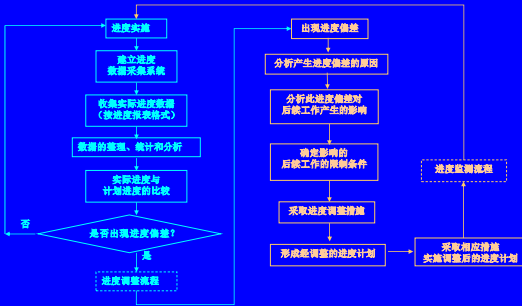 进度实施
建立进度
数据采集系统
收集实际进度数据
（按进度报表格式）
数据的整理、统计和分析
实际进度与
计划进度的比较
是否出现进度偏差？
否
是
进度调整流程
出现进度偏差
分析产生进度偏差的原因
分析此进度偏差对
后续工作产生的影响
确定影响的
后续工作的限制条件
采取进度调整措施
形成经调整的进度计划
采取相应措施
实施调整后的进度计划
进度监测流程